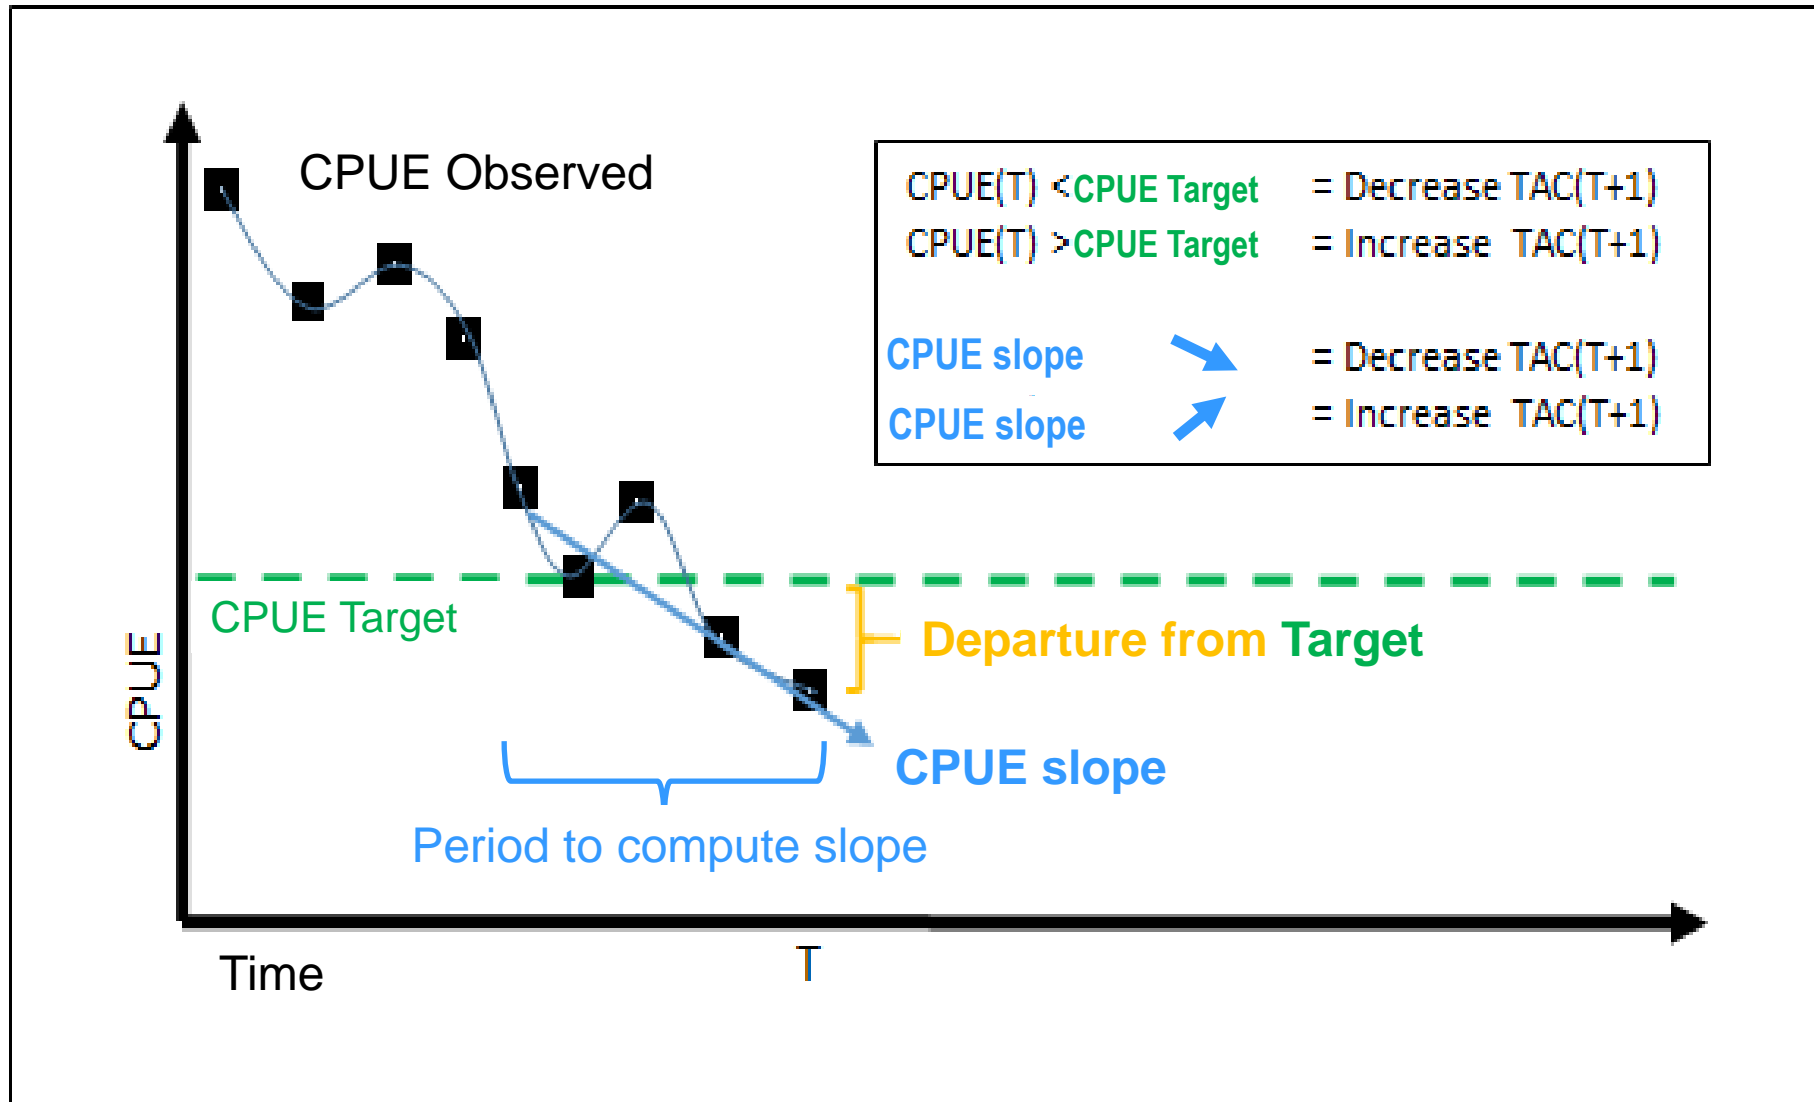 CPUE Observed
CPUE(T) <CPUE Target = Decrease TAC(T+1)
CPUE(T) >CPUE Target = Increase TAC(T+1)
CPUE slope = Decrease TAC(T+1)
CPUE slope = Increase TAC(T+1)
CPUE Target
Departure from Target
CPUE
CPUE slope
Period to compute slope
Time
T